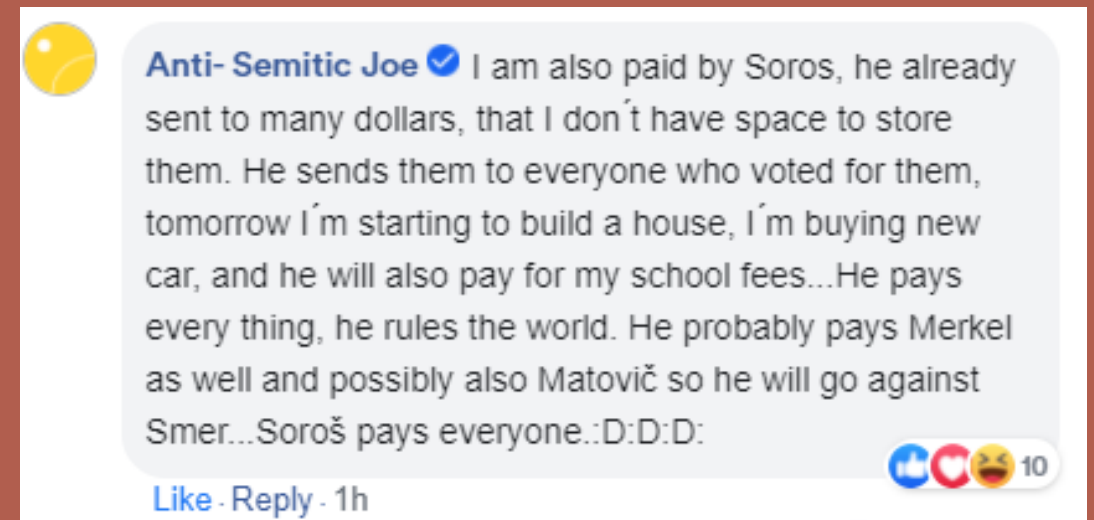 Anti- Semitic Joe I am also paid by Soros, he already
sent to many dollars, that I don´t have space to store
them. He sends them to everyone who voted for them,
tomorrow I´m starting to build a house, I´m buying new
car, and he will also pay for my school fees...He pays
every thing, he rules the world. He probably pays Merkel
as well and possibly also Matovič so he will go against
Smer...Soroš pays everyone.:D:D:D:
10
Like · Reply · 1h